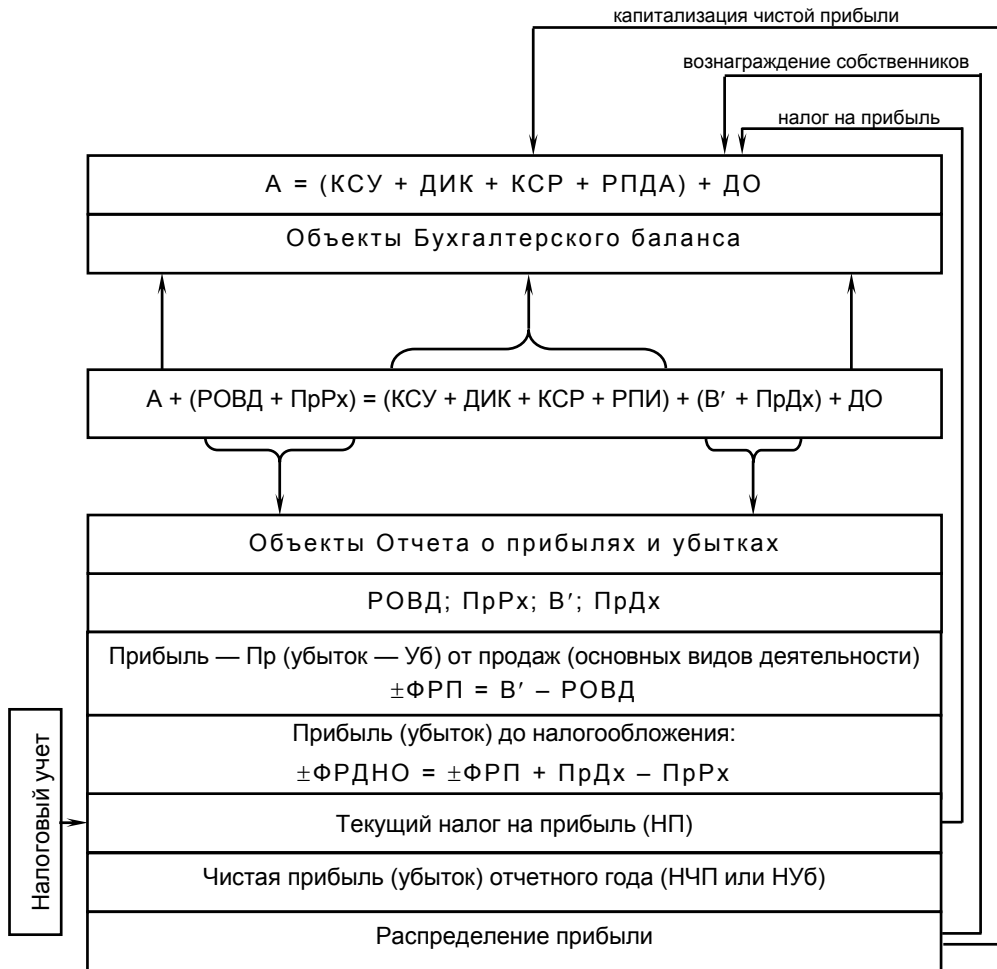 капитализация чистой прибыли
вознаграждение собственников
налог на прибыль
А = (КСУ + ДИК + КСР + РПДА) + ДО
Объекты Бухгалтерского баланса
А + (РОВД + ПрРх) = (КСУ + ДИК + КСР + РПИ) + (В′ + ПрДх) + ДО
Объекты Отчета о прибылях и убытках
РОВД; ПрРх; В′; ПрДх
Прибыль — Пр (убыток — Уб) от продаж (основных видов деятельности)
±ФРП = В′ – РОВД
Прибыль (убыток) до налогообложения:
±ФРДНО = ±ФРП + ПрДх – ПрРх
Налоговый учет
Текущий налог на прибыль (НП)
Чистая прибыль (убыток) отчетного года (НЧП или НУб)
Распределение прибыли